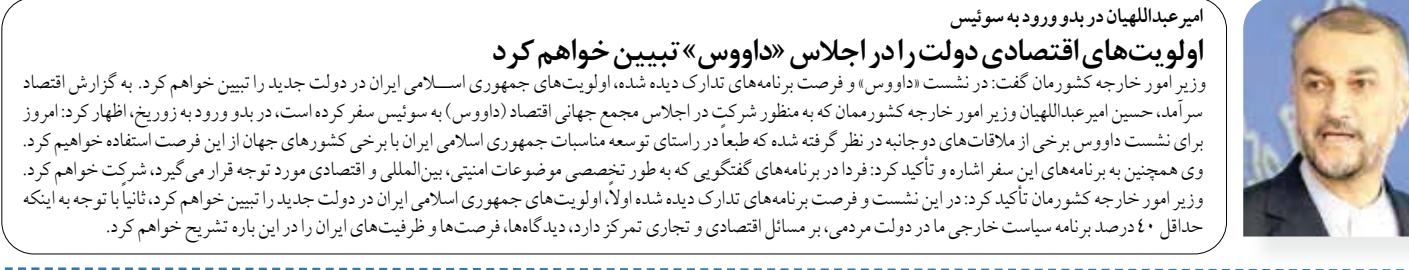 امیرعبداللهیان در بدو ورود به سوئیس
اولویت‌های اقتصادی دولت را در اجلاس «داووس» تبیین خواهم کرد
وزیر امور خارجه کشورمان گفت: در نشست «داووس» و فرصت برنامه‌های تدارک دیده شده، اولویت‌های جمهوری اسلامی ایران در دولت جدید را تبیین خواهم کرد. به گزارش اقتصاد
سرآمد، حسین امیرعبداللهیان وزیر امور خارجه کشورممان که به منظور شرکت در اجلاس مجمع جهانی اقتصاد (داووس) به سوئیس سفر کرده است، در بدو ورود به زوریخ، اظهار کرد: امروز
برای نشست داووس برخی از ملاقات‌های دوجانبه در نظر گرفته شده که طبعاً در راستای توسعه مناسبات جمهوری اسلامی ایران با برخی کشورهای جهان از این فرصت استفاده خواهیم کرد.
وی همچنین به برنامه‌های این سفر اشاره و تأکید کرد: فردا در برنامه‌های گفتگویی که به طور تخصصی موضوعات امنیتی، بین‌المللی و اقتصادی مورد توجه قرار می‌گیرد، شرکت خواهم کرد.
وزیر امور خارجه کشورمان تأکید کرد: در این نشست و فرصت برنامه‌های تدارک دیده شده اولاً، اولویت‌های جمهوری اسلامی ایران در دولت جدید را تبیین خواهم کرد، ثانیاً با توجه به اینکه
حداقل ۴۰ درصد برنامه سیاست خارجی ما در دولت مردمی، بر مسائل اقتصادی و تجاری تمرکز دارد، دیدگاه‌ها، فرصت‌ها و ظرفیت‌های ایران را در این باره تشریح خواهم کرد.